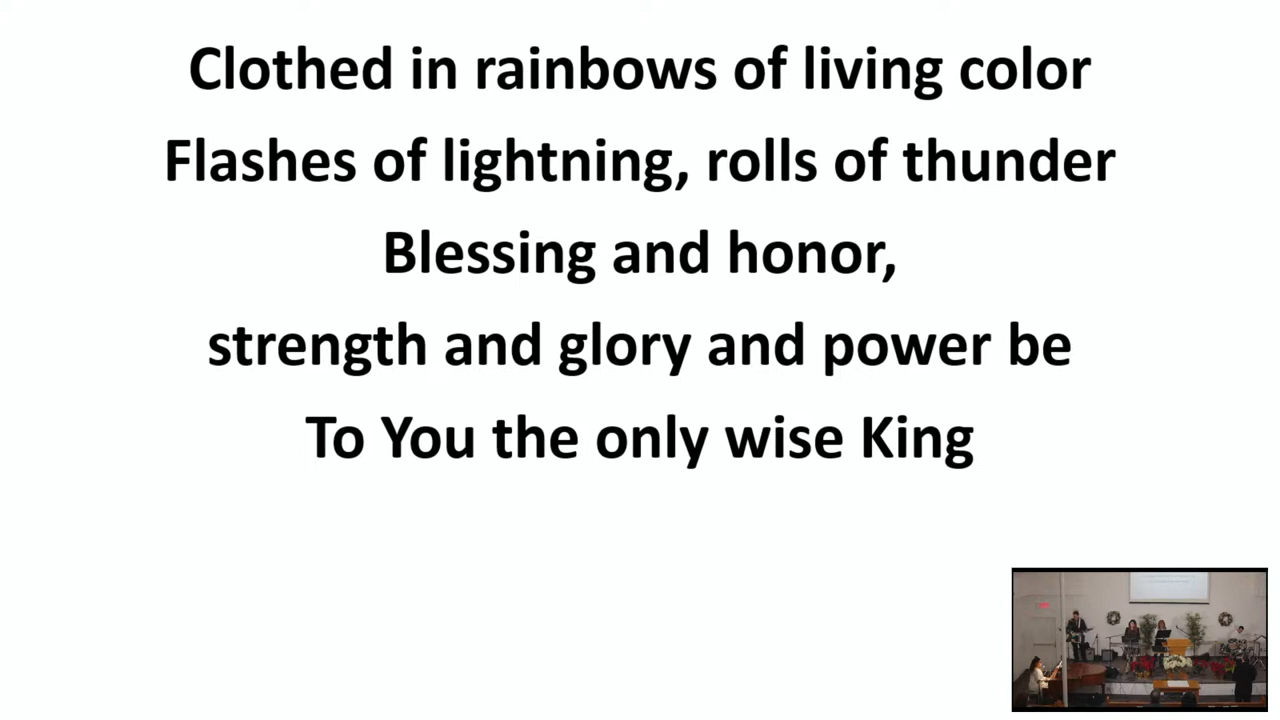 Clothed in rainbows of living color
Flashes of lightning, rolls of thunder
Blessing and honor,
strength and glory and power be
To You the only wise King